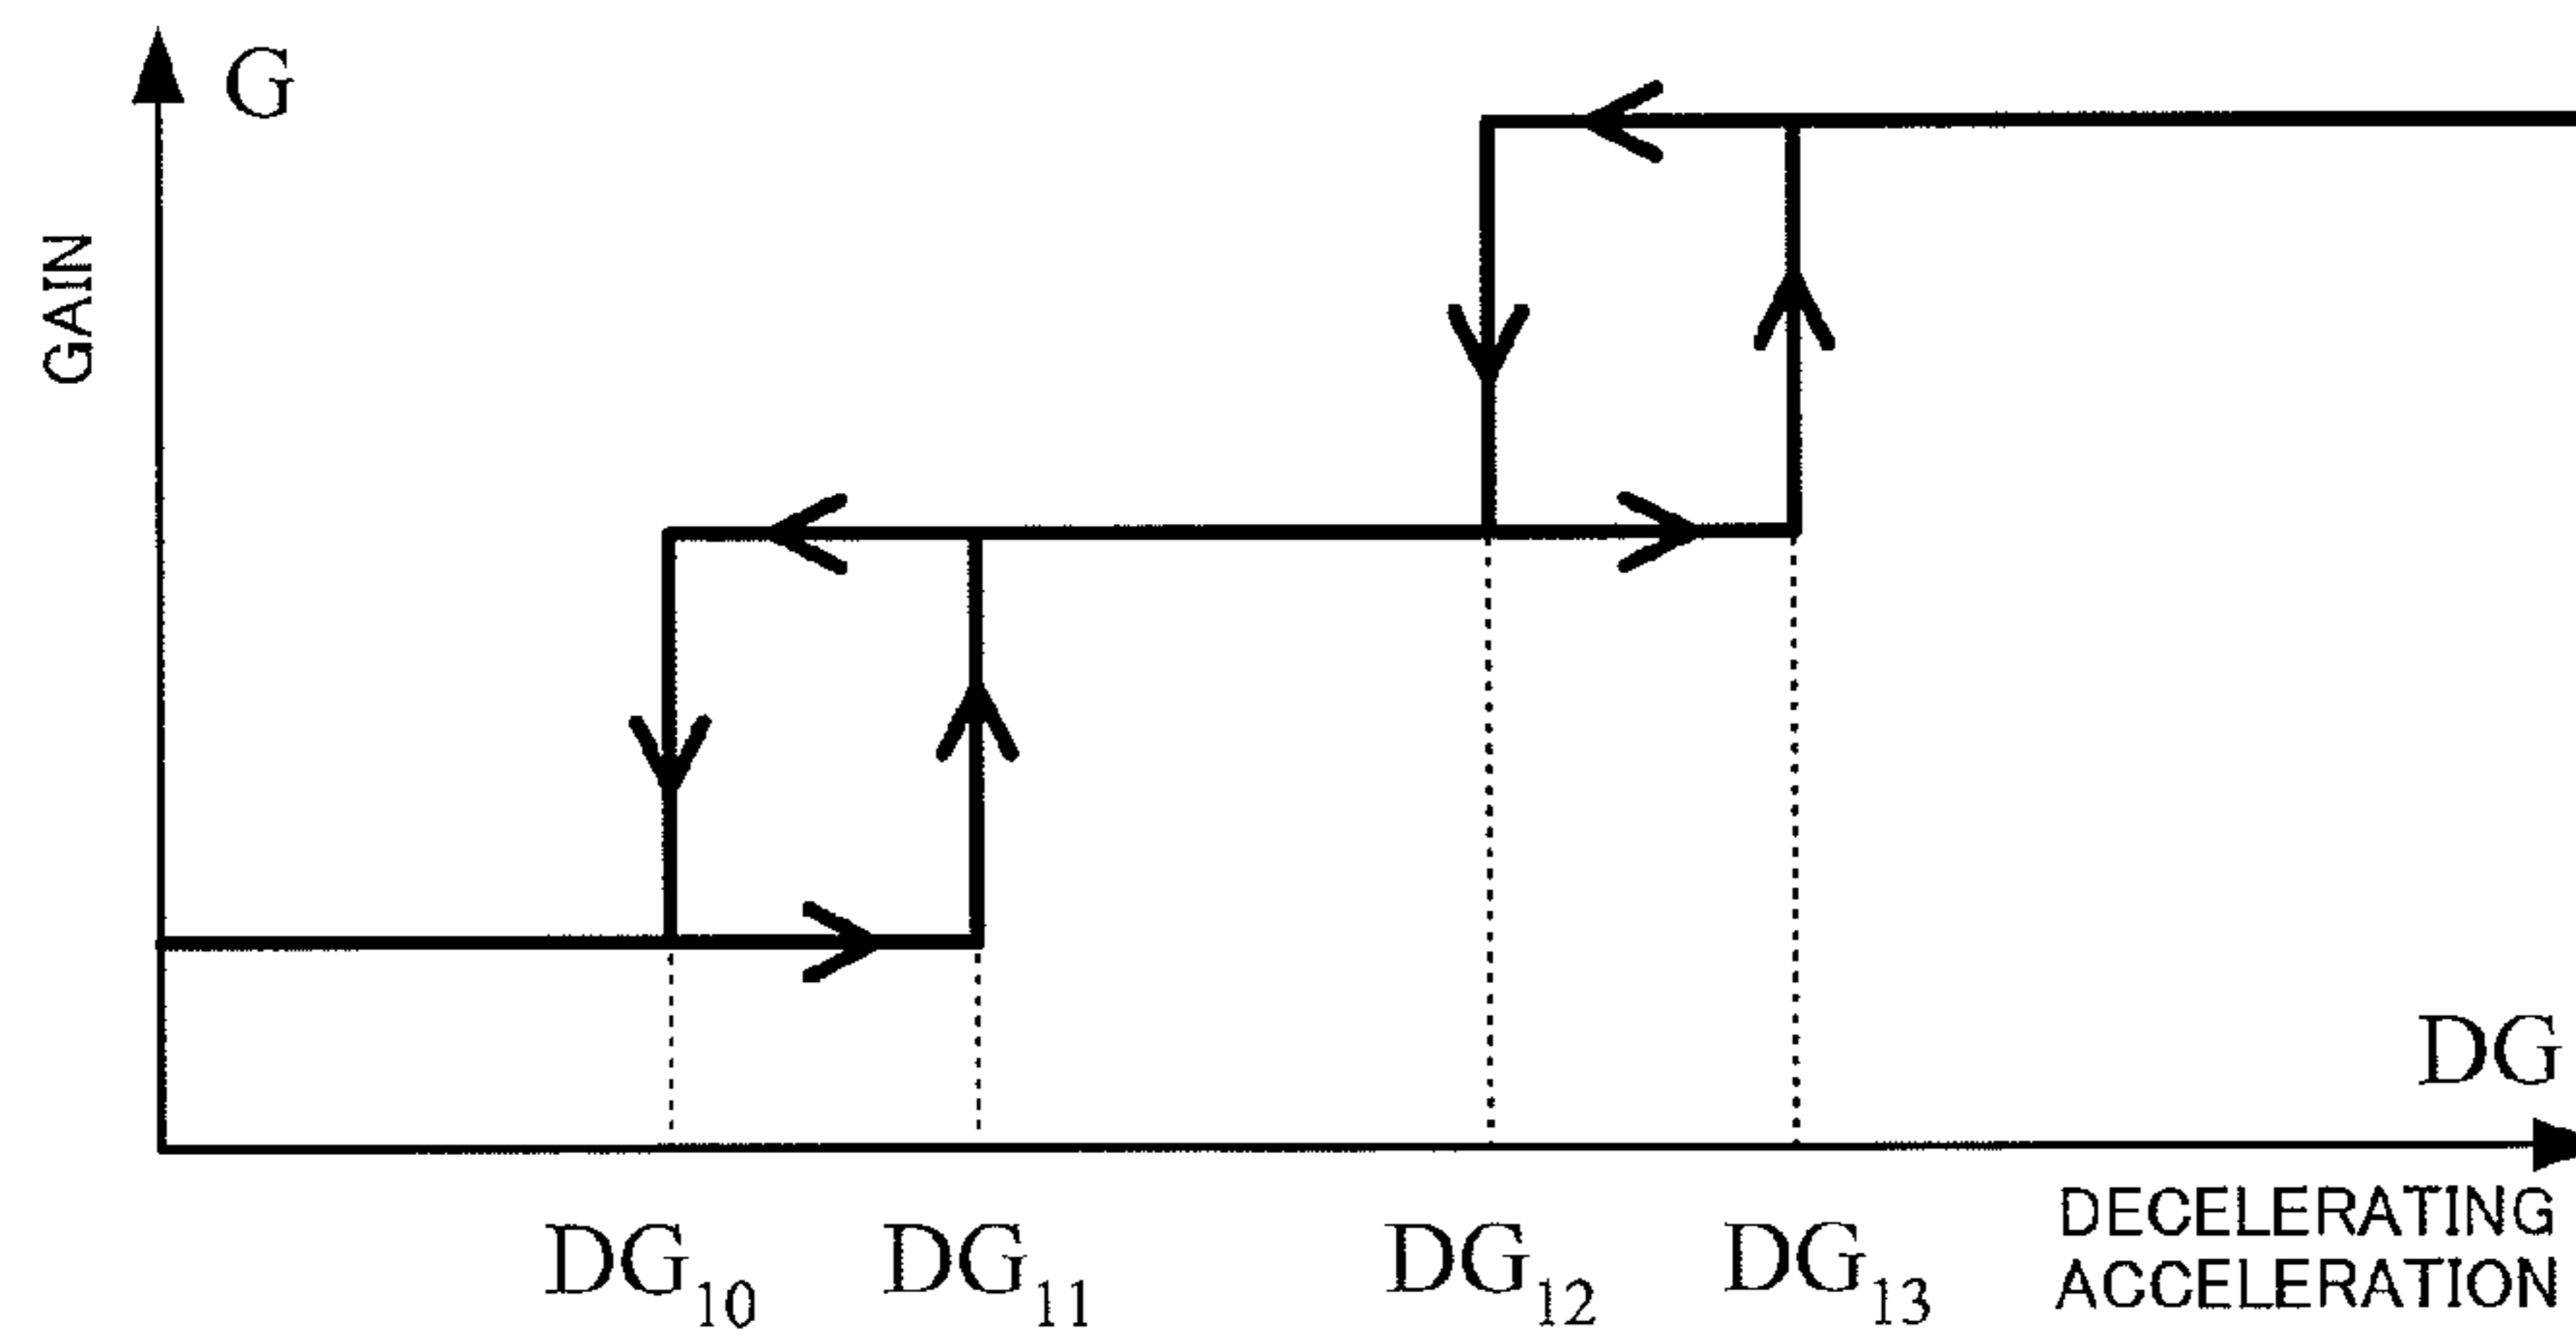 G
GAIN
DG
DG10 DG11 DG12 DG13
DECELERATING
ACCELERATION